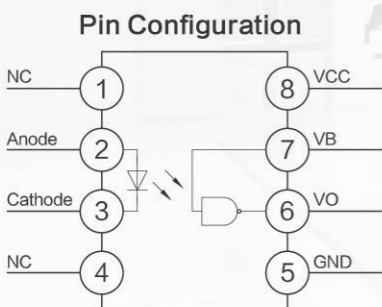 Pin Configuration
NC 1 8 VCC
Anode 2 7 VB
Cathode 3 6 VO
NC 4 5 GND